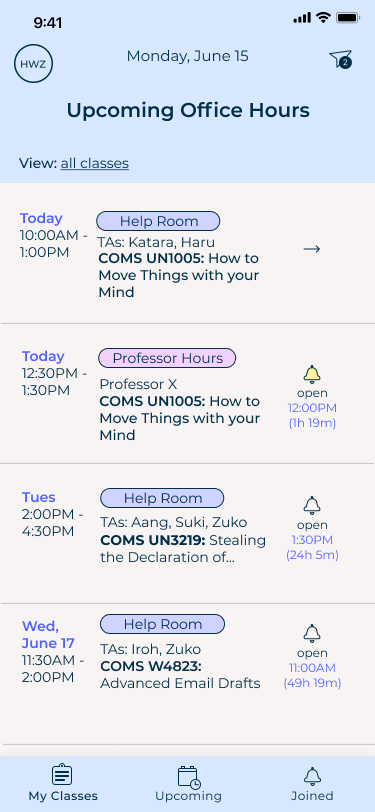 9:41
HWZ
Monday, June 15
2
Upcoming Office Hours
View: all classes
Today
10:00AM -
1:00PM
Help Room
TAs: Katara, Haru
COMS UN1005: How to
Move Things with your
Mind
Today
12:30PM -
1:30PM
Professor Hours
Professor X
COMS UN1005: How to
Move Things with your
Mind
open
12:00PM
(1h 19m)
Tues
2:00PM -
4:30PM
Help Room
TAs: Aang, Suki, Zuko
COMS UN3219: Stealing
the Declaration of...
open
1:30PM
(24h 5m)
Wed,
June 17
11:30AM -
2:00PM
Help Room
TAs: Iroh, Zuko
COMS W4823:
Advanced Email Drafts
open
11:00AM
(49h 19m)
My Classes
Upcoming
Joined